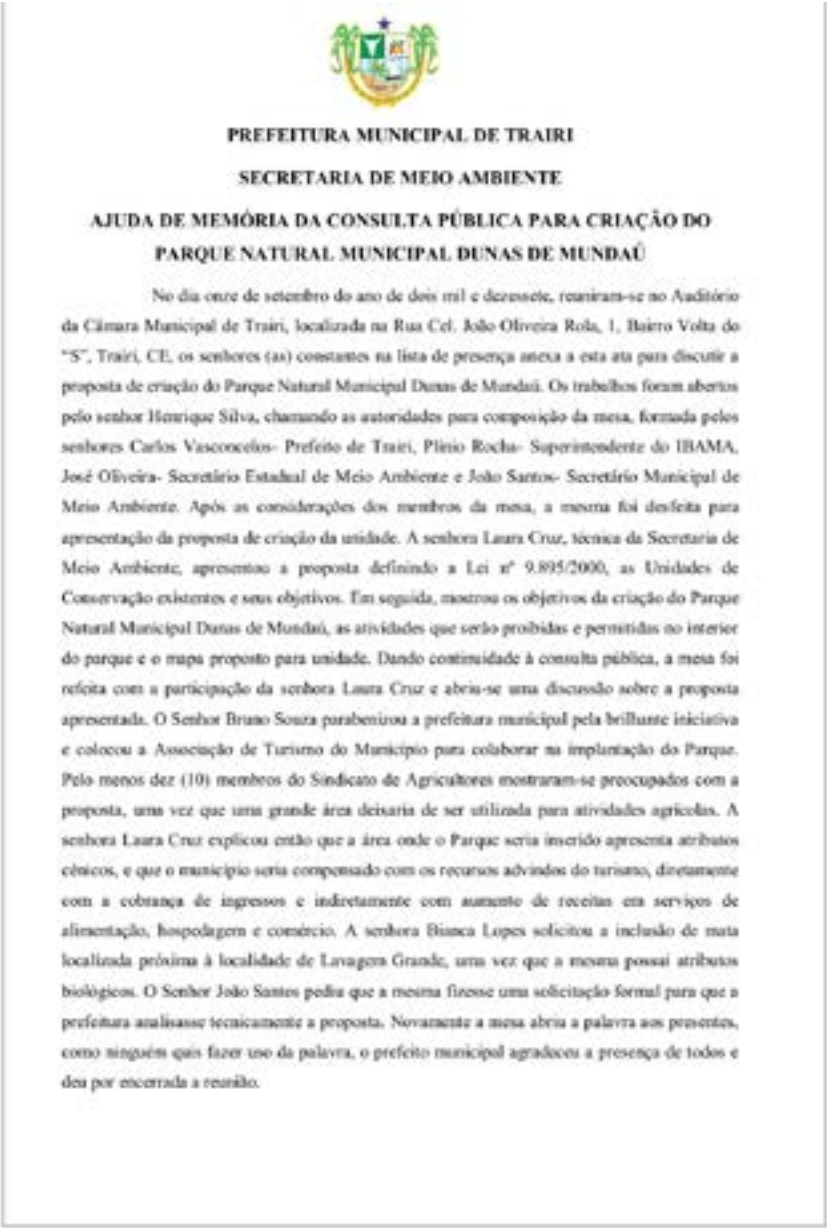 PREFEITURA MUNICIPAL DE TRAIRI
SECRETARIA DE MEIO AMBIENTE
AJUDA DE MEMÓRIA DA CONSULTA PÚBLICA PARA CRIAÇÃO DO
PARQUE NATURAL MUNICIPAL DUNAS DE MUNDAÚ
No dia onze de setembro do ano de dois mil e dezessete, reuniram-se no Auditório
da Câmara Municipal de Trairi, localizada na Rua Cel. João Oliveira Rola, 1, Bairro Volta do
“S”, Trairi, CE, os senhores (as) constantes na lista de presença anexa a esta ata para discutir a
proposta de criação do Parque Natural Municipal Dunas de Mundaú. Os trabalhos foram abertos
pelo senhor Henrique Silva, chamando as autoridades para composição da mesa, formada pelos
senhores Carlos Vasconcelos- Prefeito de Trairi, Plínio Rocha- Superintendente do IBAMA,
José Oliveira- Secretário Estadual de Meio Ambiente e João Santos- Secretário Municipal de
Meio Ambiente. Após as considerações dos membros da mesa, a mesma foi desfeita para
apresentação da proposta de criação da unidade. A senhora Laura Cruz, técnica da Secretaria de
Meio Ambiente, apresentou a proposta definindo a Lei nº 9.895/2000, as Unidades de
Conservação existentes e seus objetivos. Em seguida, mostrou os objetivos da criação do Parque
Natural Municipal Dunas de Mundaú, as atividades que serão proibidas e permitidas no interior
do parque e o mapa proposto para unidade. Dando continuidade à consulta pública, a mesa foi
refeita com a participação da senhora Laura Cruz e abriu-se uma discussão sobre a proposta
apresentada. O Senhor Bruno Souza parabenizou a prefeitura municipal pela brilhante iniciativa
e colocou a Associação de Turismo do Município para colaborar na implantação do Parque.
Pelo menos dez (10) membros do Sindicato de Agricultores mostraram-se preocupados com a
proposta, uma vez que uma grande área deixaria de ser utilizada para atividades agrícolas. A
senhora Laura Cruz explicou então que a área onde o Parque seria inserido apresenta atributos
cênicos, e que o município seria compensado com os recursos advindos do turismo, diretamente
com a cobrança de ingressos e indiretamente com aumento de receitas em serviços de
alimentação, hospedagem e comércio. A senhora Bianca Lopes solicitou a inclusão de mata
localizada próxima à localidade de Lavagem Grande, uma vez que a mesma possui atributos
biológicos. O Senhor João Santos pediu que a mesma fizesse uma solicitação formal para que a
prefeitura analisasse tecnicamente a proposta. Novamente a mesa abriu a palavra aos presentes,
como ninguém quis fazer uso da palavra, o prefeito municipal agradeceu a presença de todos e
deu por encerrada a reunião.